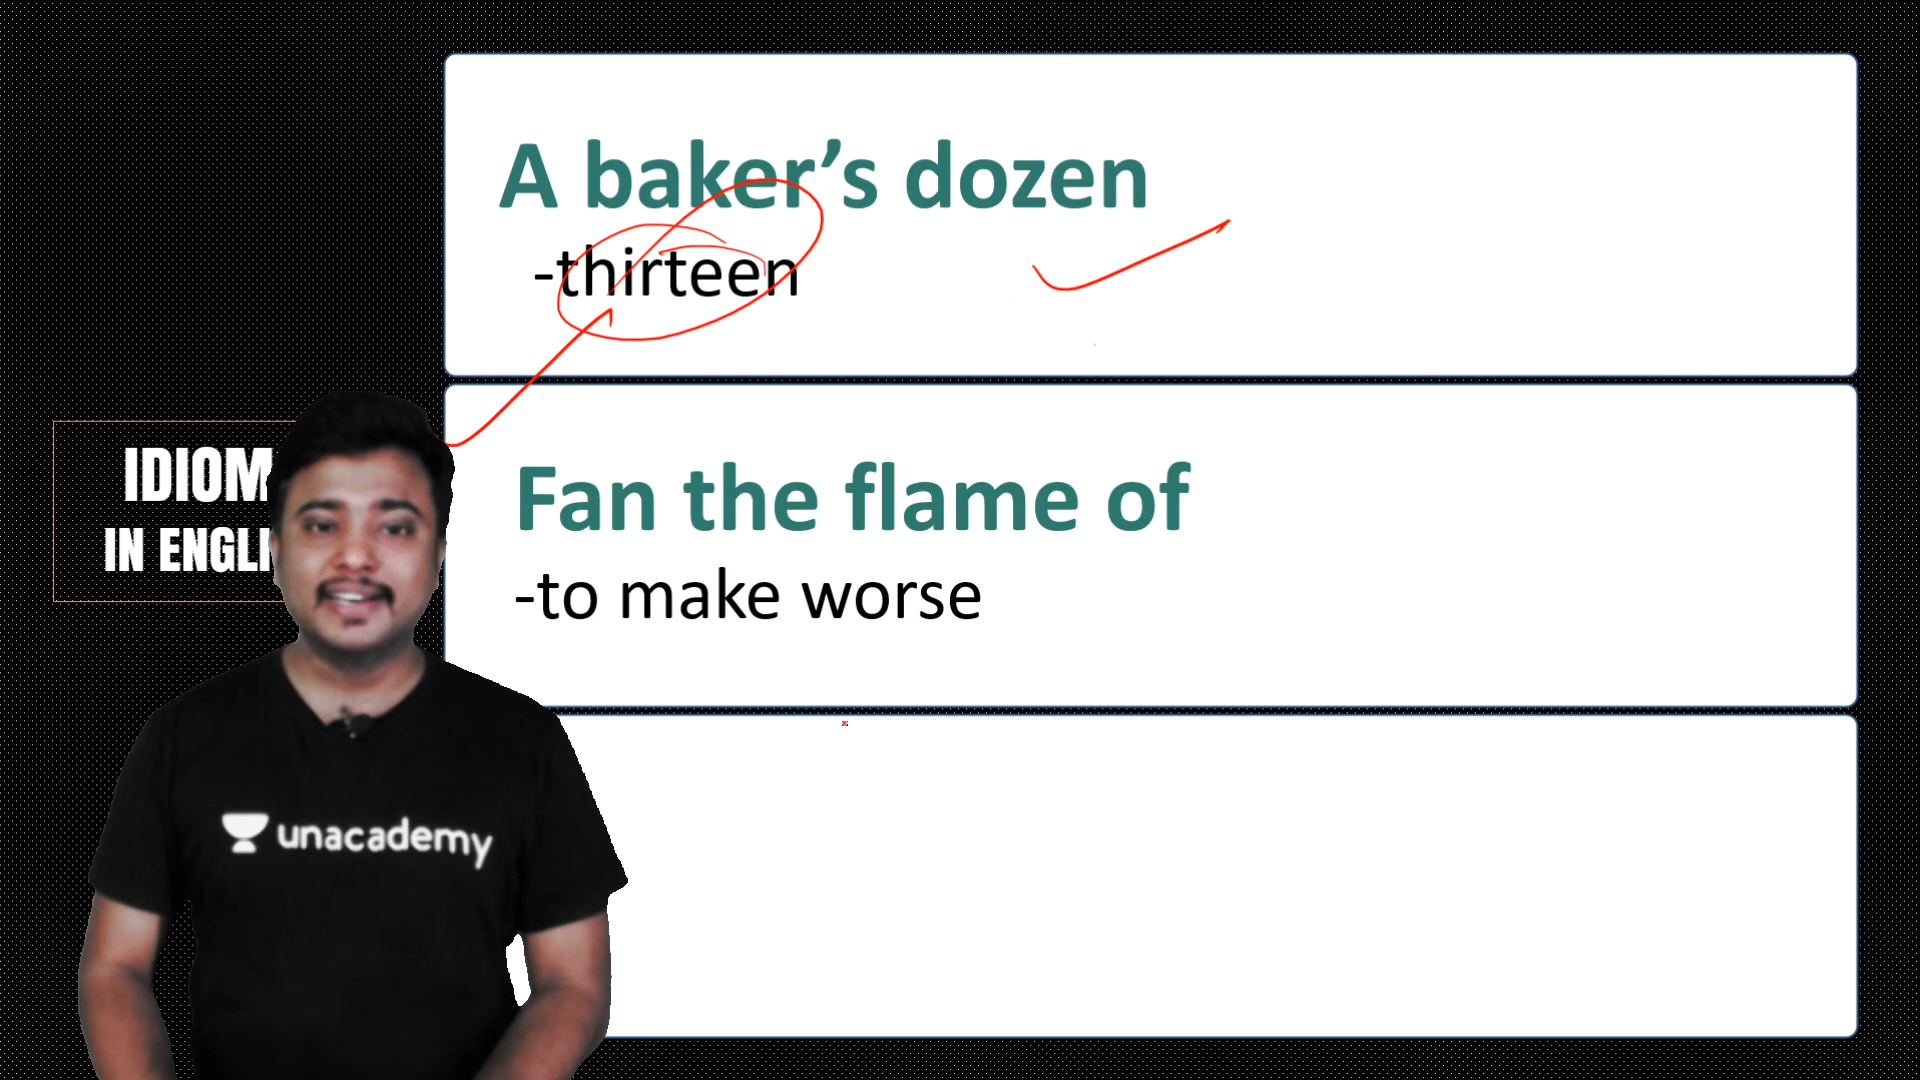 A baker’s dozen
-thirteen
IDIOM
IN ENGLI
Fan the flame of
-to make worse
unacademy